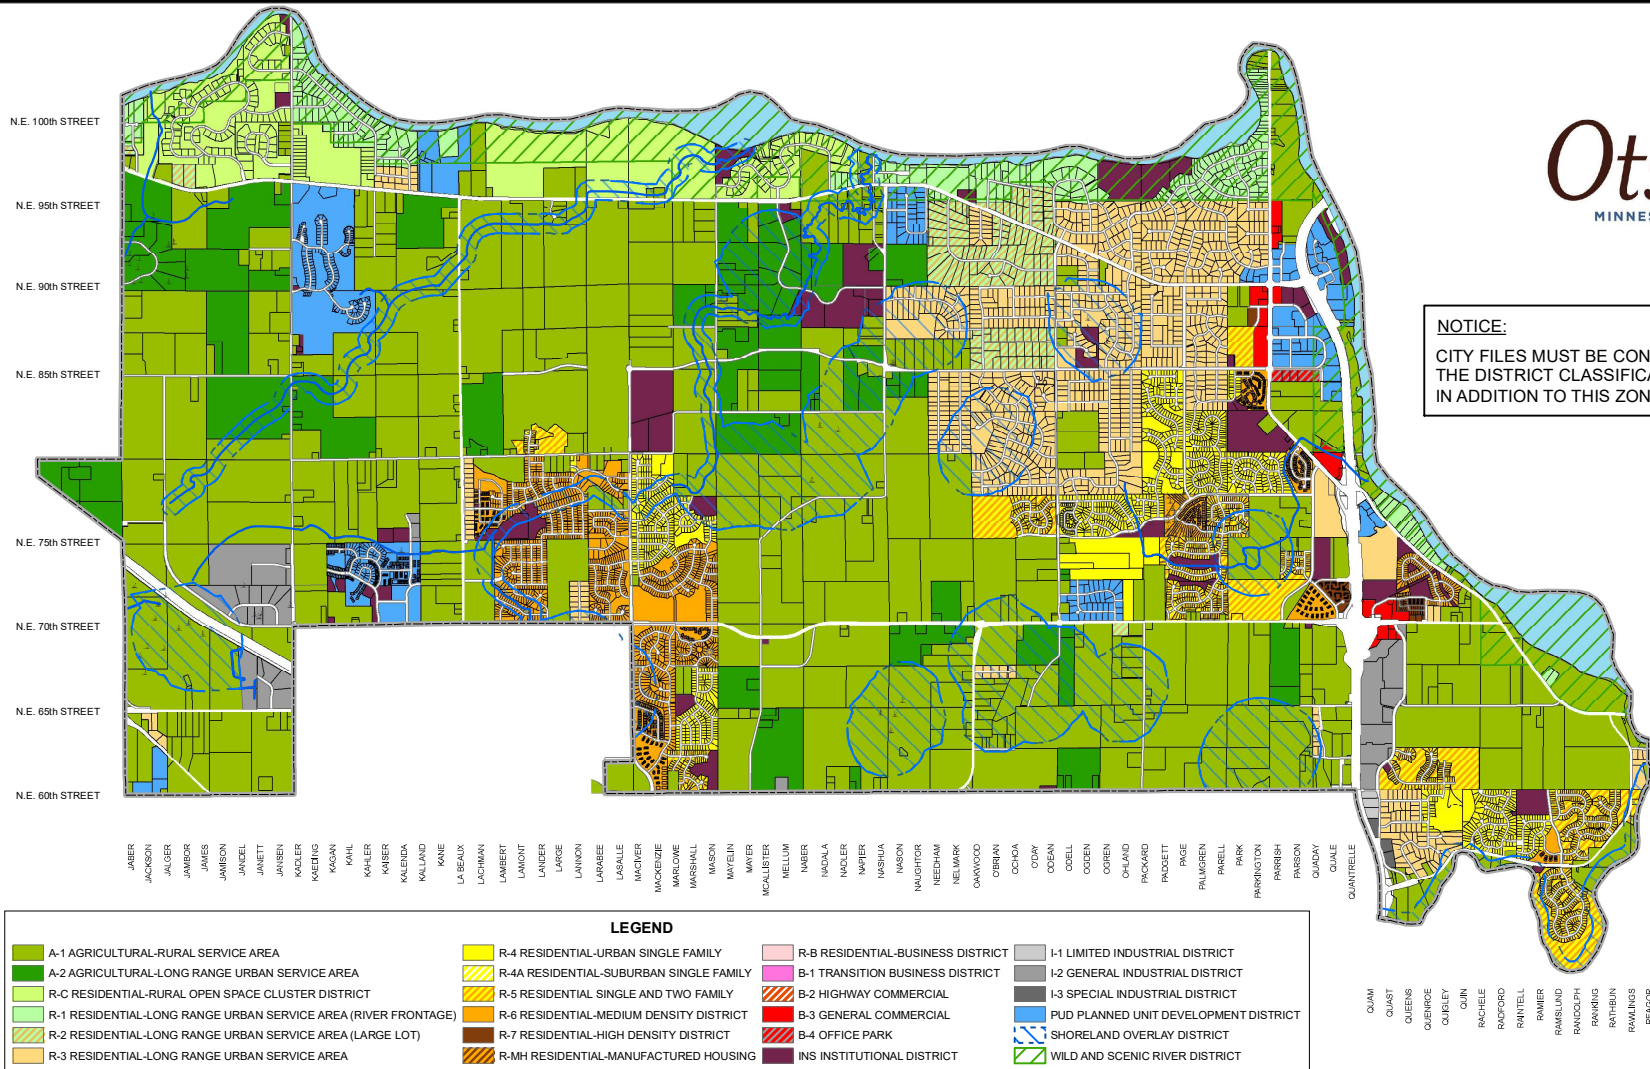 Ots
MINNES
N.E. 100th STREET
N.E. 95th STREET
N.E. 90th STREET
N.E. 85th STREET
N.E. 75th STREET
N.E. 70th STREET
N.E. 65th STREET
N.E. 60th STREET
NOTICE:
CITY FILES MUST BE CON
THE DISTRICT CLASSIFICA
IN ADDITION TO THIS ZON
JABER
JACKSON
JALGER
JAMBOR
JAMES
JAMISON
JANDEL
JANETT
JANSEN
KADLER
KAEDING
KAGAN
KAHL
KAHLER
KAISER
KALENDA
KALLAND
KANE
LA BEAUX
LACHMAN
LAMBERT
LAMONT
LANDER
LARGE
LANNON
LARABEE
LASALLE
MACIVER
MACKENZIE
MARLOWE
MARSHALL
MASON
MAYELIN
MAYER
MCALLISTER
MELLUM
NABER
NADALA
NADLER
NAPIER
NASHUA
NASON
NAUGHTOR
NEEDHAM
NELMARK
OAKWOOD
O'BRIAN
OCHOA
O'DAY
ODEAN
ODELL
OGDEN
OGREN
OHLAND
PACKARD
PADGETT
PAGE
PALMGREN
PARELL
PARK
PARKINGTON
PARRISH
PARSON
QUADAY
QUALE
QUANTRELLE
QUAM
QUAST
QUEENS
QUENROE
QUIGLEY
QUIN
RACHELE
RADFORD
RAINTELL
RAMIER
RAMSLUND
RANDOLPH
RANKING
RATHBUN
RAWLINGS
REAGOR
LEGEND
A-1 AGRICULTURAL-RURAL SERVICE AREA
A-2 AGRICULTURAL-LONG RANGE URBAN SERVICE AREA
R-C RESIDENTIAL-RURAL OPEN SPACE CLUSTER DISTRICT
R-1 RESIDENTIAL-LONG RANGE URBAN SERVICE AREA (RIVER FRONTAGE)
R-2 RESIDENTIAL-LONG RANGE URBAN SERVICE AREA (LARGE LOT)
R-3 RESIDENTIAL-LONG RANGE URBAN SERVICE AREA
R-4 RESIDENTIAL-URBAN SINGLE FAMILY
R-4A RESIDENTIAL-SUBURBAN SINGLE FAMILY
R-5 RESIDENTIAL SINGLE AND TWO FAMILY
R-6 RESIDENTIAL-MEDIUM DENSITY DISTRICT
R-7 RESIDENTIAL-HIGH DENSITY DISTRICT
R-MH RESIDENTIAL-MANUFACTURED HOUSING
R-B RESIDENTIAL-BUSINESS DISTRICT
B-1 TRANSITION BUSINESS DISTRICT
B-2 HIGHWAY COMMERCIAL
B-3 GENERAL COMMERCIAL
B-4 OFFICE PARK
INS INSTITUTIONAL DISTRICT
I-1 LIMITED INDUSTRIAL DISTRICT
I-2 GENERAL INDUSTRIAL DISTRICT
I-3 SPECIAL INDUSTRIAL DISTRICT
PUD PLANNED UNIT DEVELOPMENT DISTRICT
SHORELAND OVERLAY DISTRICT
WILD AND SCENIC RIVER DISTRICT